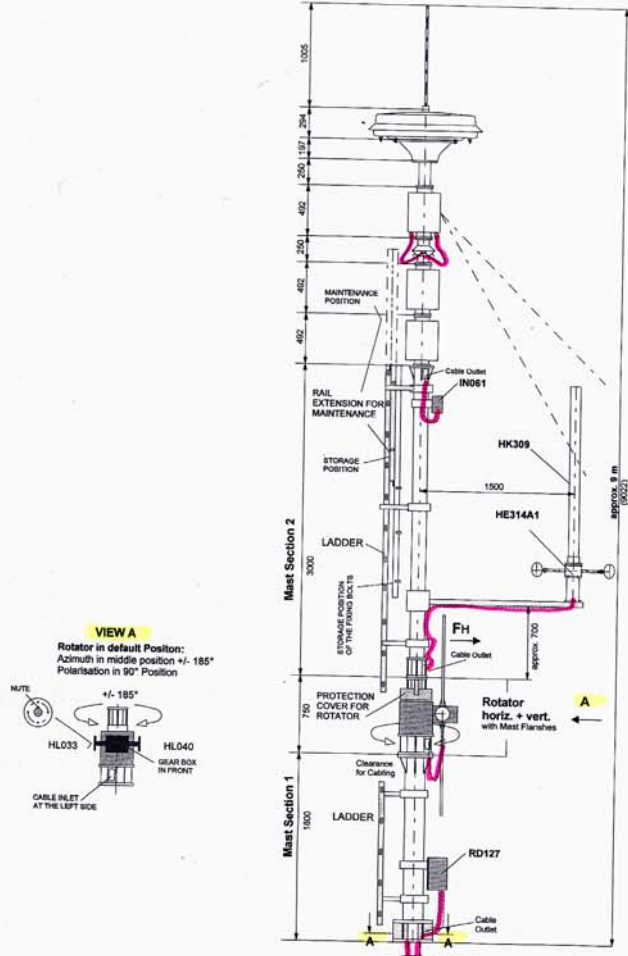 1005
294
197
250
492
250
492
492
MAINTENANCE
POSITION
Cable Outlet
IN061
RAIL
EXTENSION FOR
MAINTENANCE
STORAGE
POSITION
HK309
1500
approx. 9 m
(9022)
HE314A1
Mast Section 2
3000
LADDER
STORAGE POSITION
OF THE FIXING BOLTS
FH
approx. 700
Cable Outlet
VIEW A
Rotator in default Positon:
Azimuth in middle position +/- 185°
Polarisation in 90° Position
+/- 185°
NUTE
HL033
HL040
GEAR BOX
IN FRONT
CABLE INLET
AT THE LEFT SIDE
750
PROTECTION
COVER FOR
ROTATOR
Rotator
horiz. + vert.
with Mast Flanshes
A
Clearance
for Cabling
Mast Section 1
1800
LADDER
RD127
Cable
Outlet
A
A